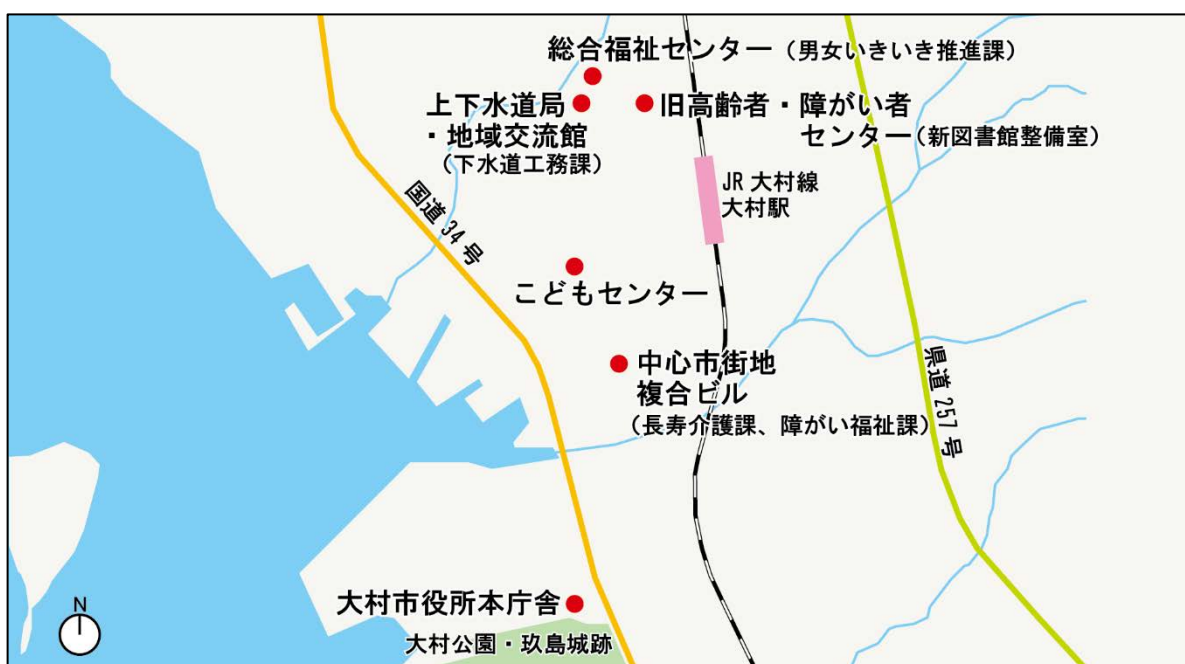 総合福祉センター（男女いきいき推進課）
上下水道局
・地域交流館
（下水道工務課）
旧高齢者・障がい者
センター（新図書館整備室）
JR 大村線
大村駅
国道 34 号
こどもセンター
中心市街地
複合ビル
（長寿介護課、障がい福祉課）
県道 257 号
大村市役所本庁舎
大村公園・玖島城跡
N